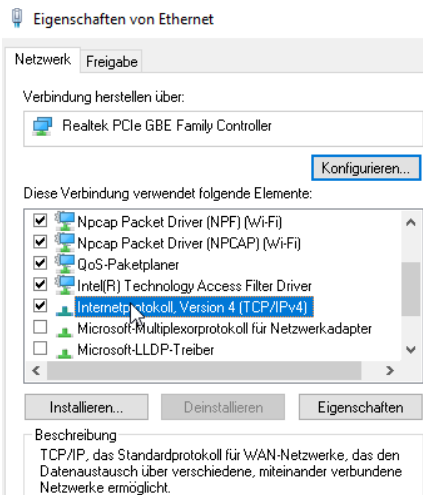 Eigenschaften von Ethernet
Netzwerk Freigabe
Verbindung herstellen über:
Realtek PCIe GBE Family Controller
Konfigurieren...
Diese Verbindung verwendet folgende Elemente:
Npcap Packet Driver (NPF) (Wi-Fi)
Npcap Packet Driver (NPCAP) (Wi-Fi)
QoS-Paketplaner
Intel(R) Technology Access Filter Driver
Internetprotokoll, Version 4 (TCP/IPv4)
Microsoft-Multiplexorprotokoll für Netzwerkadapter
Microsoft-LLDP-Treiber
Installieren... Deinstallieren Eigenschaften
Beschreibung
TCP/IP, das Standardprotokoll für WAN-Netzwerke, das den
Datenaustausch über verschiedene, miteinander verbundene
Netzwerke ermöglicht.